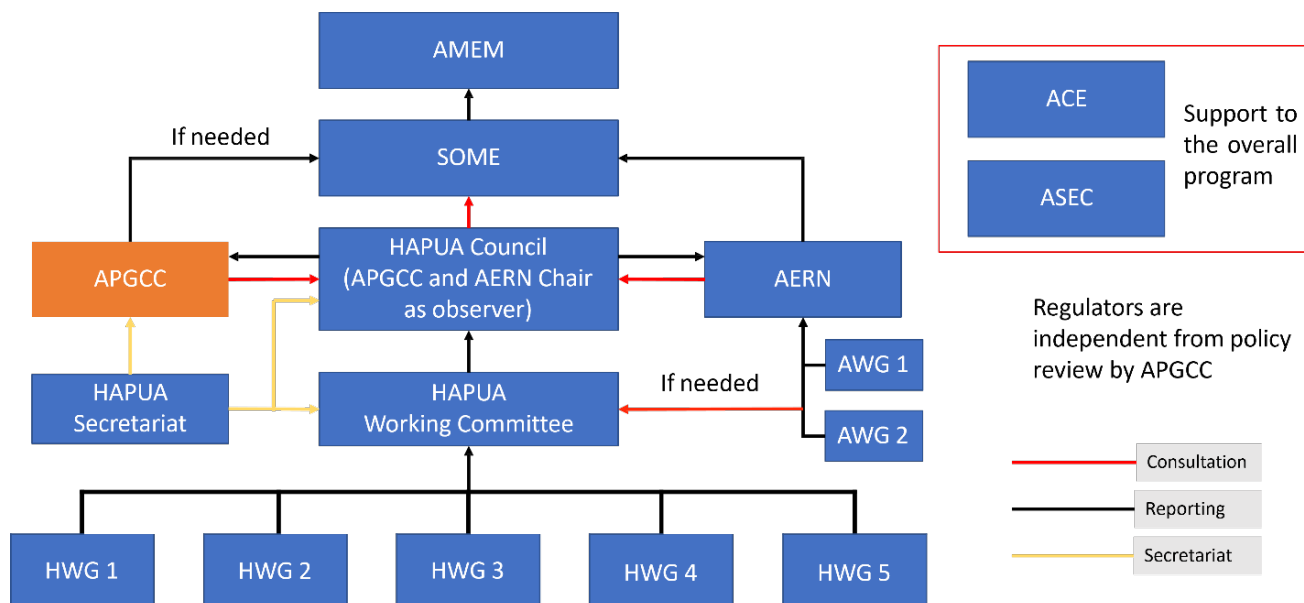 AMEM
If needed
SOME
HAPUA Council
(APGCC and AERN Chair
as observer)
APGCC
AERN
HAPUA
Secretariat
HAPUA
Working Committee
If needed
AWG 1
AWG 2
HWG 1
HWG 2
HWG 3
HWG 4
HWG 5
ACE
ASEC
Support to
the overall
program
Regulators are
independent from policy
review by APGCC
Consultation
Reporting
Secretariat